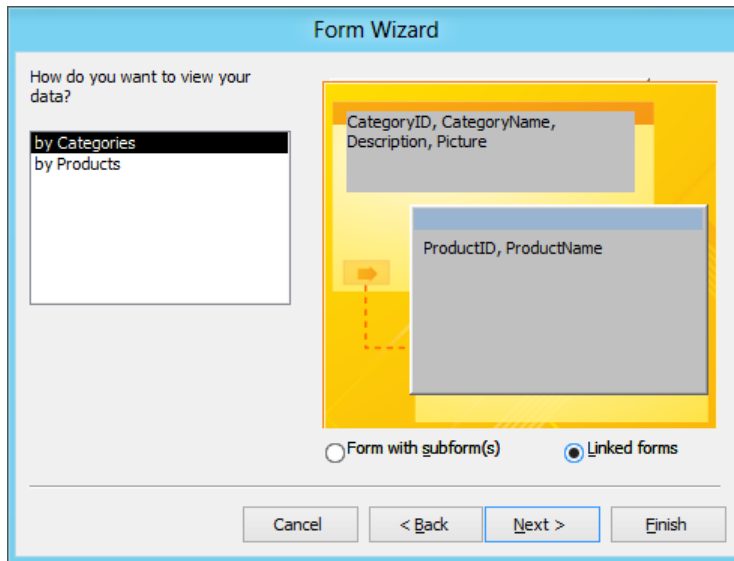 Form Wizard
How do you want to view your
data?
by Categories
by Products
CategoryID, CategoryName,
Description, Picture
ProductID, ProductName
Form with subform(s)
Linked forms
Cancel
< Back
Next >
Finish